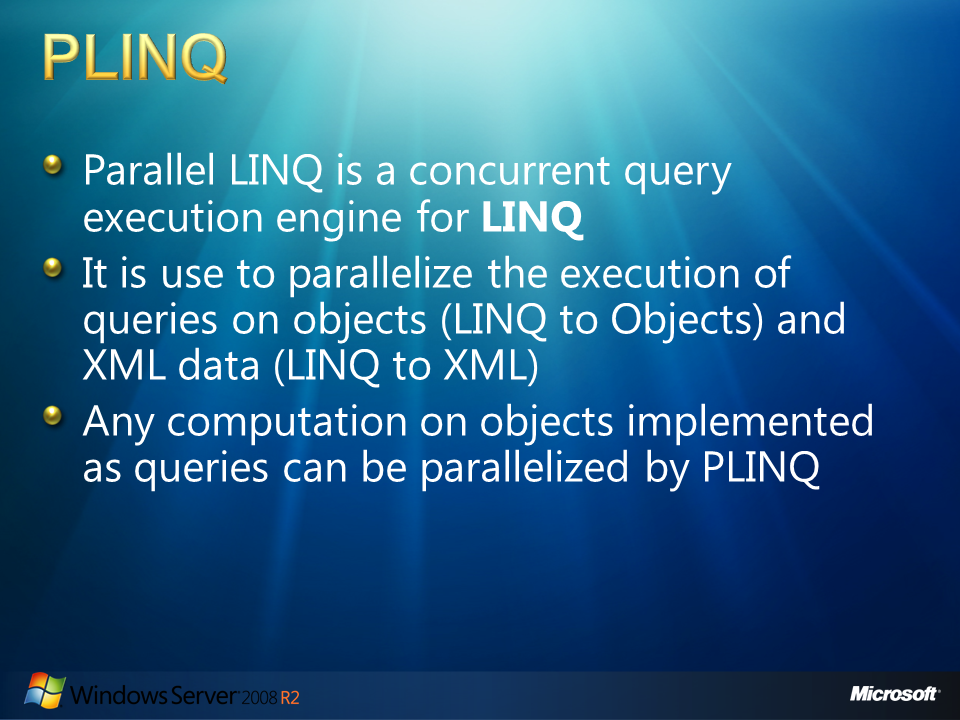 PLINQ
Parallel LINQ is a concurrent query
execution engine for LINQ
It is use to parallelize the execution of
queries on objects (LINQ to Objects) and
XML data (LINQ to XML)
Any computation on objects implemented
as queries can be parallelized by PLINQ
Windows Server 2008 R2
Microsoft